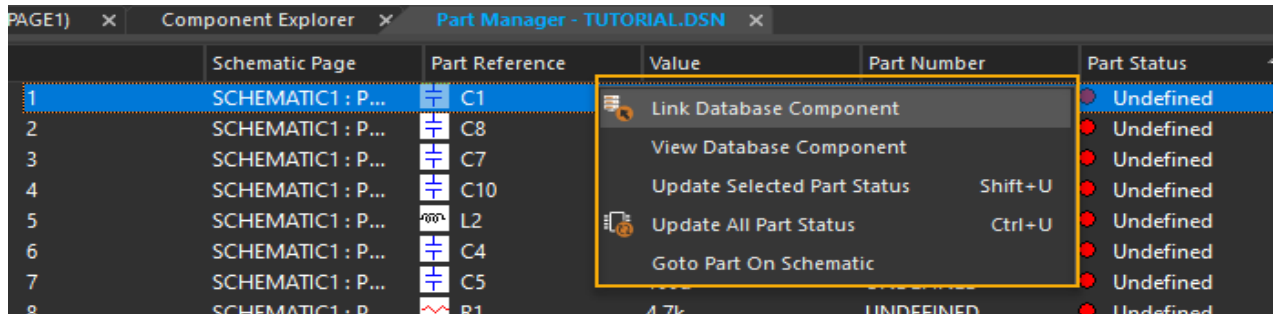 PAGE1) × Component Explorer × Part Manager - TUTORIAL.DSN ×
Schematic Page Part Reference Value Part Number Part Status
1 SCHEMATIC1 : P... C1 Undefined
Link Database Component
2 SCHEMATIC1 : P... C8 Undefined
View Database Component
3 SCHEMATIC1 : P... C7 Undefined
4 SCHEMATIC1 : P... C10 Undefined
Update Selected Part Status Shift+U
5 SCHEMATIC1 : P... L2 Undefined
Update All Part Status Ctrl+U
6 SCHEMATIC1 : P... C4 Undefined
Goto Part On Schematic
7 SCHEMATIC1 : P... C5 Undefined
8 SCHEMATIC1 : P... R1 4.7k UNDEFINED Undefined